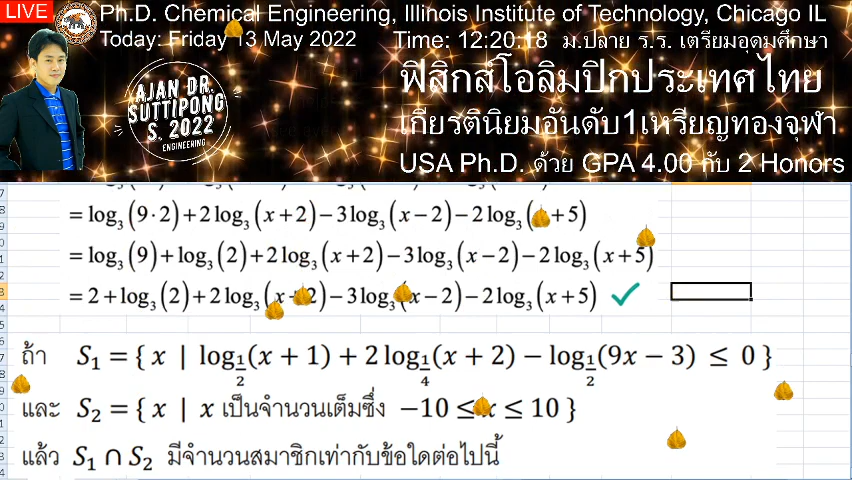 LIVE
Ph.D. Chemical Engineering, Illinois Institute of Technology, Chicago IL
Today: Friday 13 May 2022 Time: 12:20:18 ม.ปลาย ร.ร. เตรียมอุดมศึกษา
AJAN DR.
SUTTIPONG
S. 2022
ENGINEERING
ฟิสิกส์โอลิมปิกประเทศไทย
เกียรตินิยมอันดับ1เหรียญทองจุฬา
USA Ph.D. ด้วย GPA 4.00 กับ 2 Honors
= log₃(9·2)+2log₃(x+2)−3log₃(x−2)−2log₃(x+5)
= log₃(9)+log₃(2)+2log₃(x+2)−3log₃(x−2)−2log₃(x+5)
= 2+log₃(2)+2log₃(x+2)−3log₃(x−2)−2log₃(x+5)
ถ้า S₁ = { x | log_{1/2}(x + 1) + 2 log_{1/4}(x + 2) − log_{1/2}(9x − 3) ≤ 0 }
และ S₂ = { x | x เป็นจำนวนเต็มซึ่ง −10 ≤ x ≤ 10 }
แล้ว S₁ ∩ S₂ มีจำนวนสมาชิกเท่ากับข้อใดต่อไปนี้